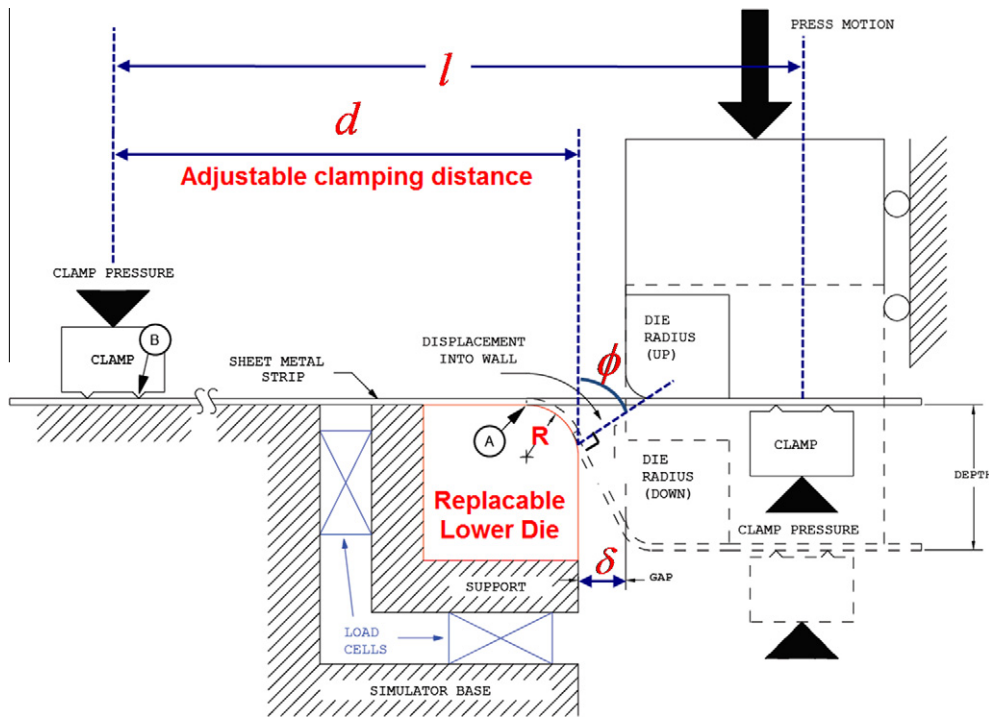 PRESS MOTION
l
d
Adjustable clamping distance
CLAMP PRESSURE
B
CLAMP
SHEET METAL
STRIP
DISPLACEMENT
INTO WALL
ϕ
DIE
RADIUS
(UP)
A
R
CLAMP
DIE
RADIUS
(DOWN)
DEPTH
Replacable
Lower Die
CLAMP PRESSURE
δ
GAP
SUPPORT
LOAD
CELLS
SIMULATOR BASE